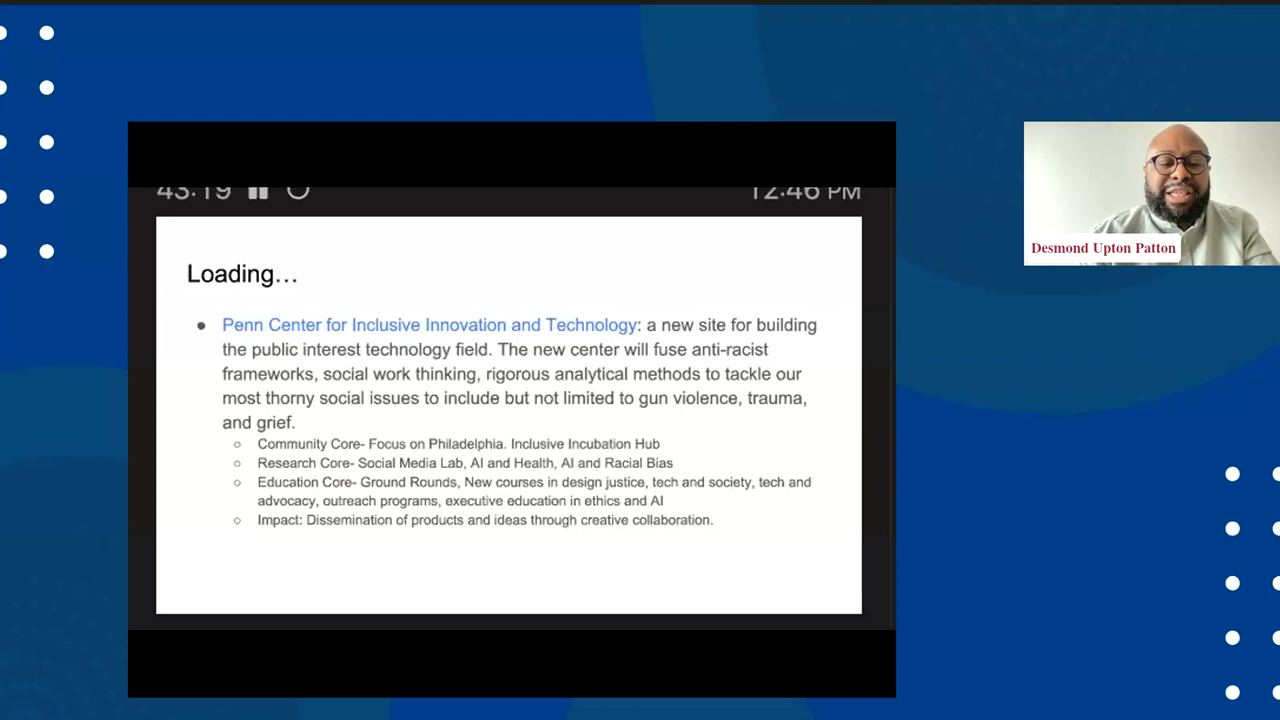 43:19 12:46 PM
Loading…
● Penn Center for Inclusive Innovation and Technology: a new site for building
the public interest technology field. The new center will fuse anti-racist
frameworks, social work thinking, rigorous analytical methods to tackle our
most thorny social issues to include but not limited to gun violence, trauma,
and grief.
○ Community Core- Focus on Philadelphia. Inclusive Incubation Hub
○ Research Core- Social Media Lab, AI and Health, AI and Racial Bias
○ Education Core- Ground Rounds, New courses in design justice, tech and society, tech and
advocacy, outreach programs, executive education in ethics and AI
○ Impact: Dissemination of products and ideas through creative collaboration.
Desmond Upton Patton